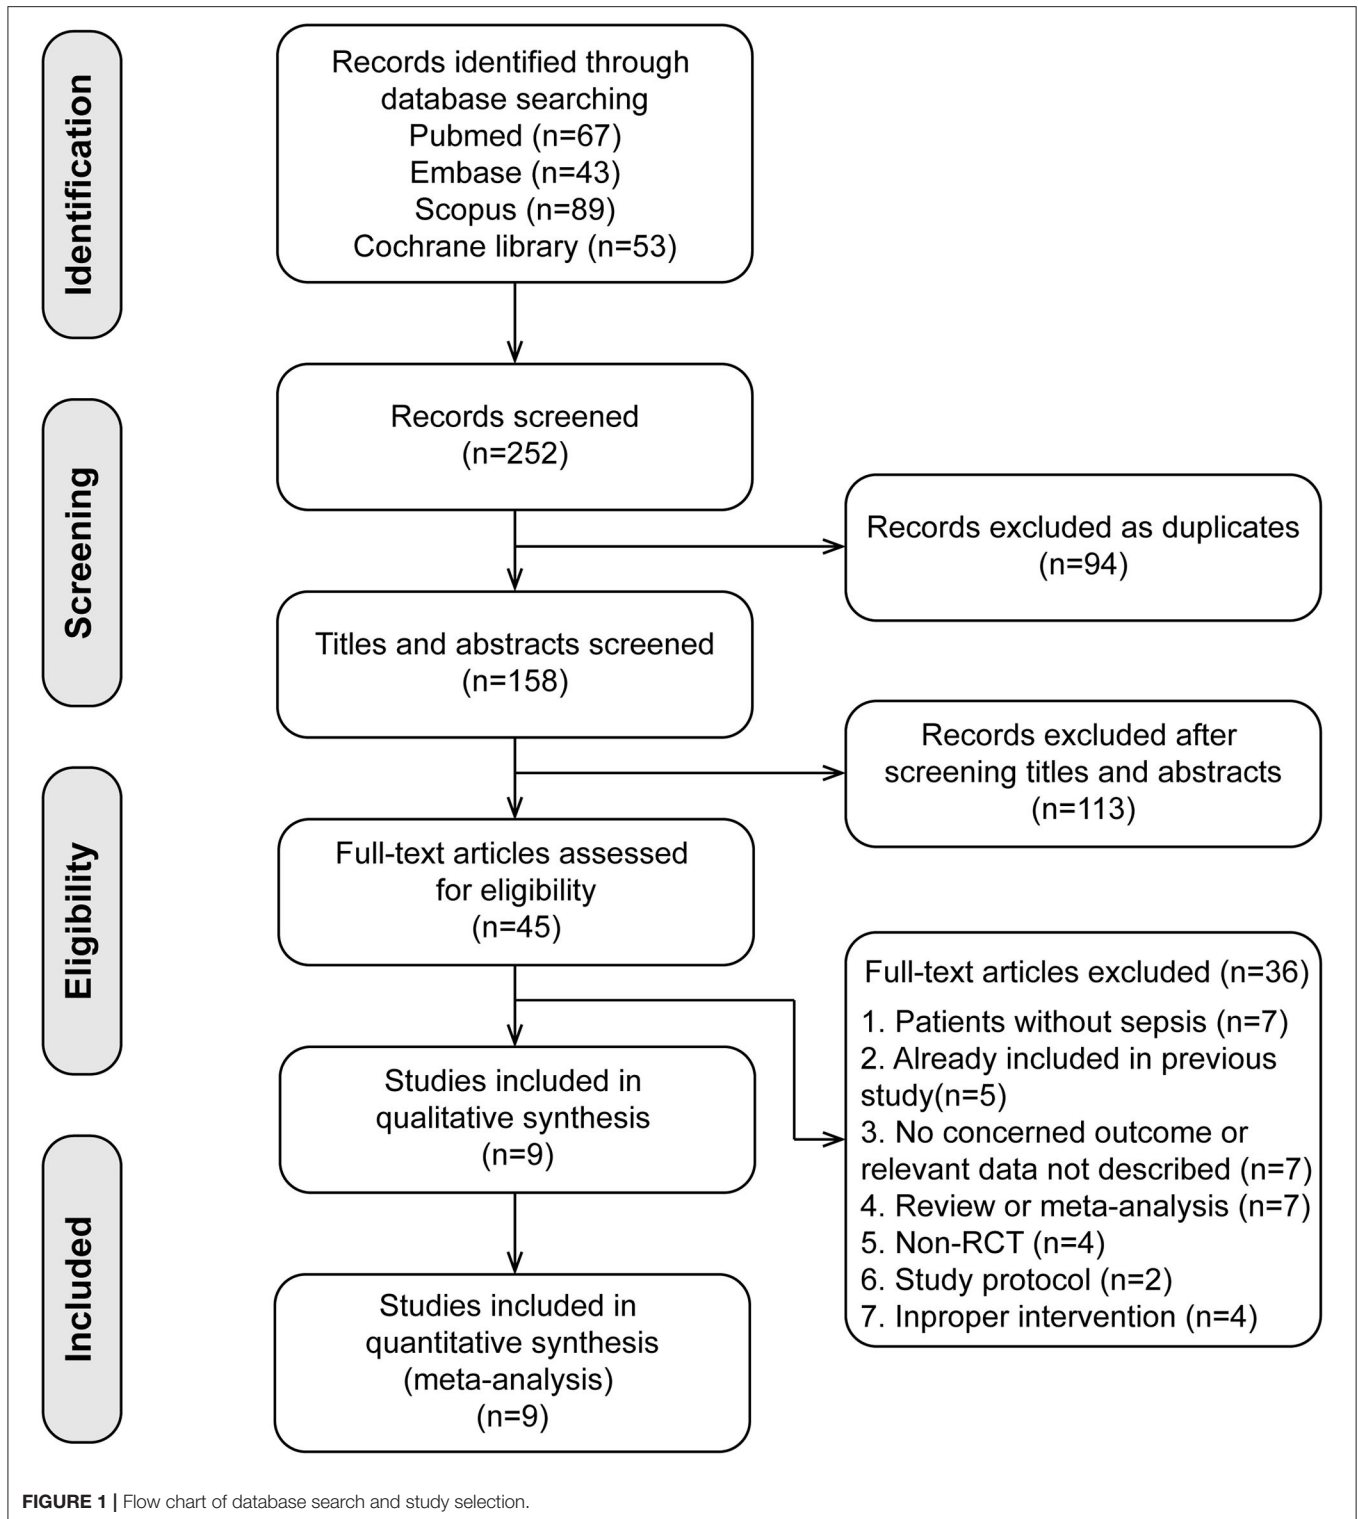 Identification
Records identified through
database searching
Pubmed (n=67)
Embase (n=43)
Scopus (n=89)
Cochrane library (n=53)
Screening
Records screened
(n=252)
Records excluded as duplicates
(n=94)
Titles and abstracts screened
(n=158)
Records excluded after
screening titles and abstracts
(n=113)
Eligibility
Full-text articles assessed
for eligibility
(n=45)
Full-text articles excluded (n=36)
1. Patients without sepsis (n=7)
2. Already included in previous
study(n=5)
3. No concerned outcome or
relevant data not described (n=7)
4. Review or meta-analysis (n=7)
5. Non-RCT (n=4)
6. Study protocol (n=2)
7. Inproper intervention (n=4)
Studies included in
qualitative synthesis
(n=9)
Included
Studies included in
quantitative synthesis
(meta-analysis)
(n=9)
FIGURE 1 | Flow chart of database search and study selection.